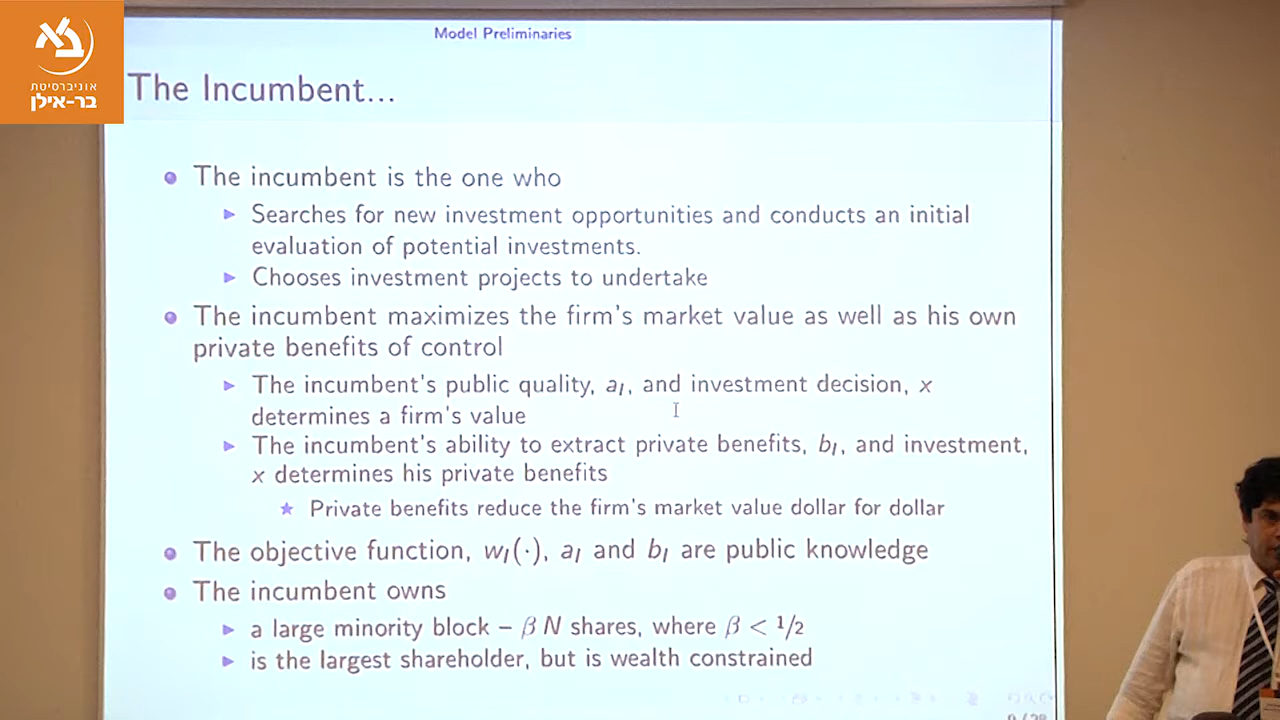 אוניברסיטת
בר-אילן
Model Preliminaries
The Incumbent...
The incumbent is the one who
Searches for new investment opportunities and conducts an initial
evaluation of potential investments.
Chooses investment projects to undertake
The incumbent maximizes the firm's market value as well as his own
private benefits of control
The incumbent's public quality, a_I, and investment decision, x
determines a firm's value
The incumbent's ability to extract private benefits, b_I, and investment,
x determines his private benefits
Private benefits reduce the firm's market value dollar for dollar
The objective function, w_I(·), a_I and b_I are public knowledge
The incumbent owns
a large minority block – β N shares, where β < 1/2
is the largest shareholder, but is wealth constrained